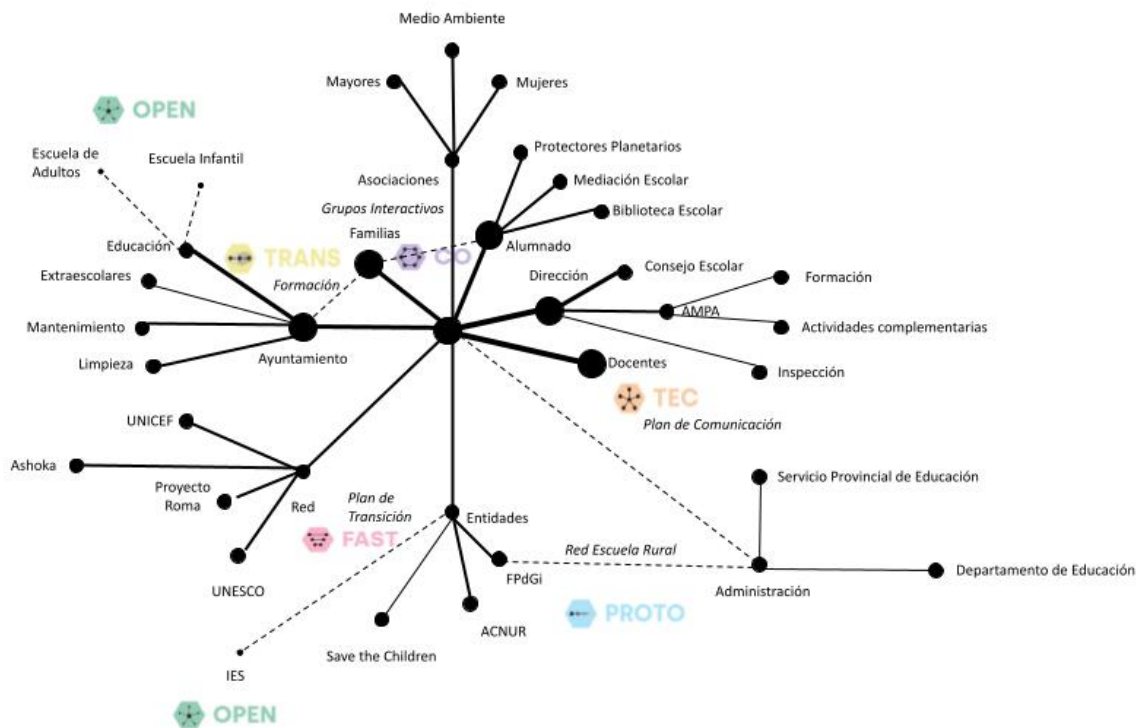 Medio Ambiente
Mayores
Mujeres
OPEN
Escuela de
Adultos
Escuela Infantil
Protectores Planetarios
Asociaciones
Mediación Escolar
Grupos Interactivos
Biblioteca Escolar
Familias
Educación
TRANS
CO
Alumnado
Extraescolares
Formación
Dirección
Consejo Escolar
Formación
AMPA
Mantenimiento
Actividades complementarias
Limpieza
Ayuntamiento
Docentes
Inspección
TEC
Plan de Comunicación
UNICEF
Ashoka
Proyecto
Roma
Red
Plan de
Transición
Entidades
Servicio Provincial de Educación
FAST
Red Escuela Rural
UNESCO
FPdGi
Administración
Departamento de Educación
PROTO
ACNUR
Save the Children
IES
OPEN